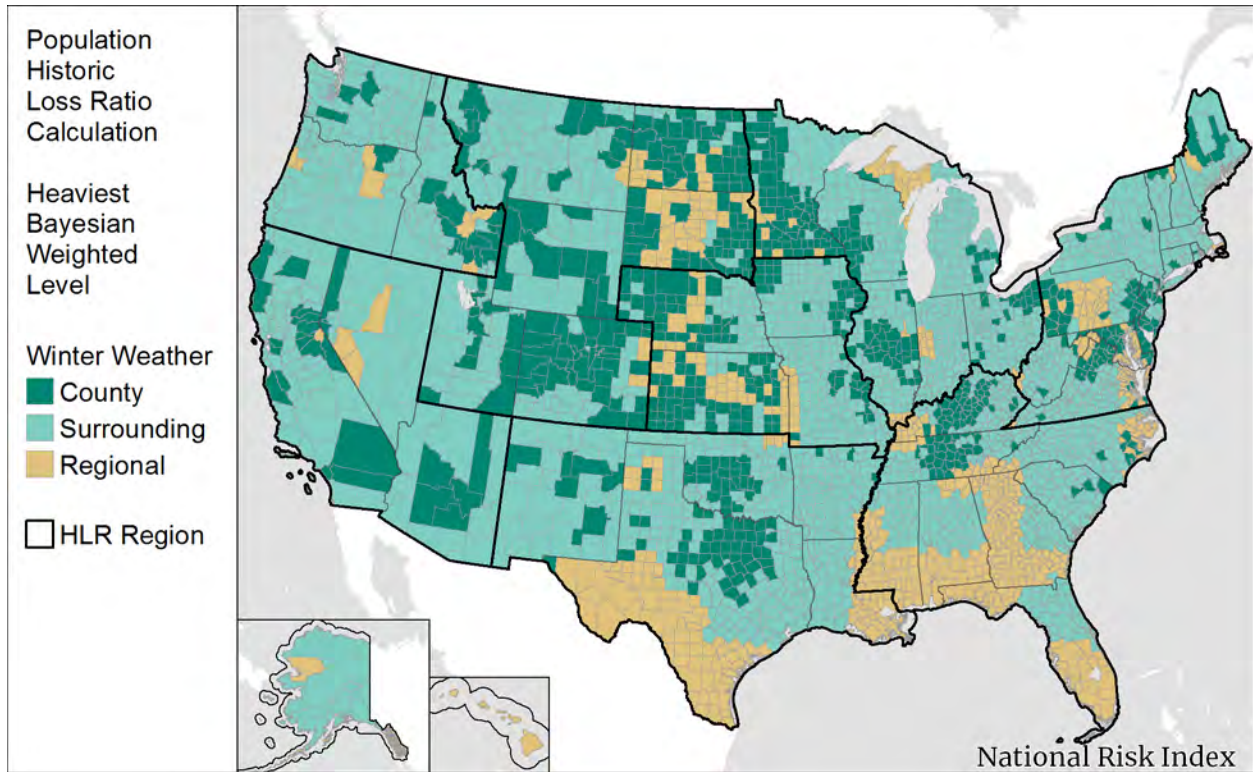 Population
Historic
Loss Ratio
Calculation
Heaviest
Bayesian
Weighted
Level
Winter Weather
County
Surrounding
Regional
HLR Region
National Risk Index